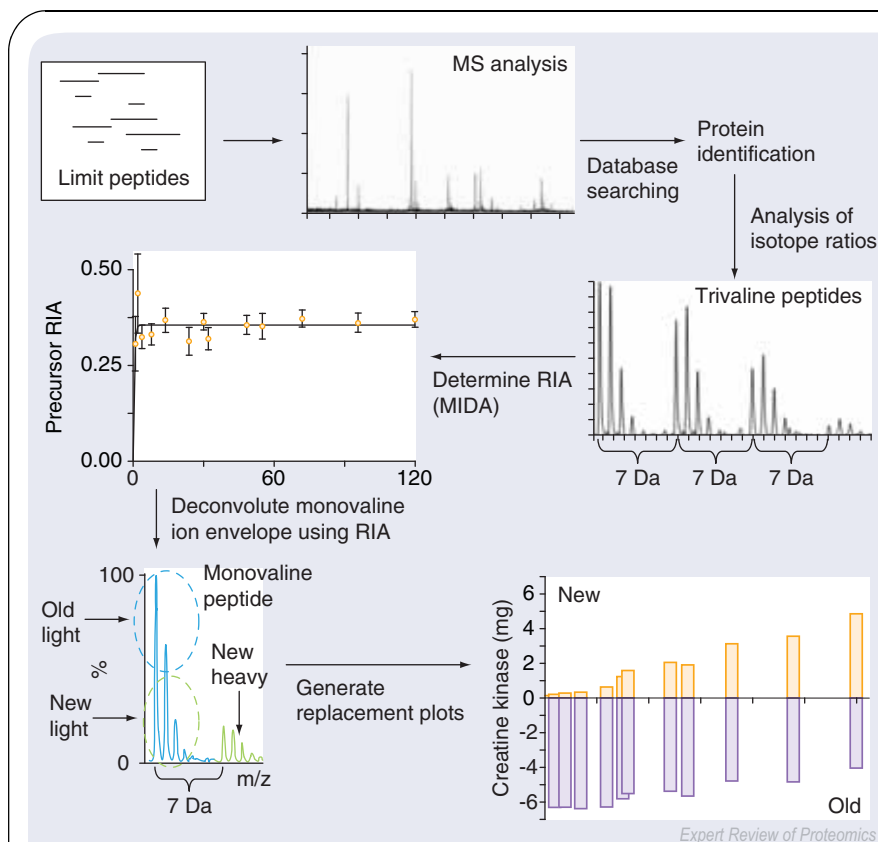 MS analysis
Limit peptides
Database
searching
Protein
identification
Analysis of
isotope ratios
Trivaline peptides
7 Da
7 Da
7 Da
Determine RIA
(MIDA)
Precursor RIA
0.50
0.25
0.00
0
60
120
Deconvolute monovaline
ion envelope using RIA
100
%
0
Old
light
New
light
Monovaline
peptide
New
heavy
7 Da
m/z
Generate
replacement plots
Creatine kinase (mg)
6
4
2
0
-2
-4
-6
New
Old
Expert Review of Proteomics